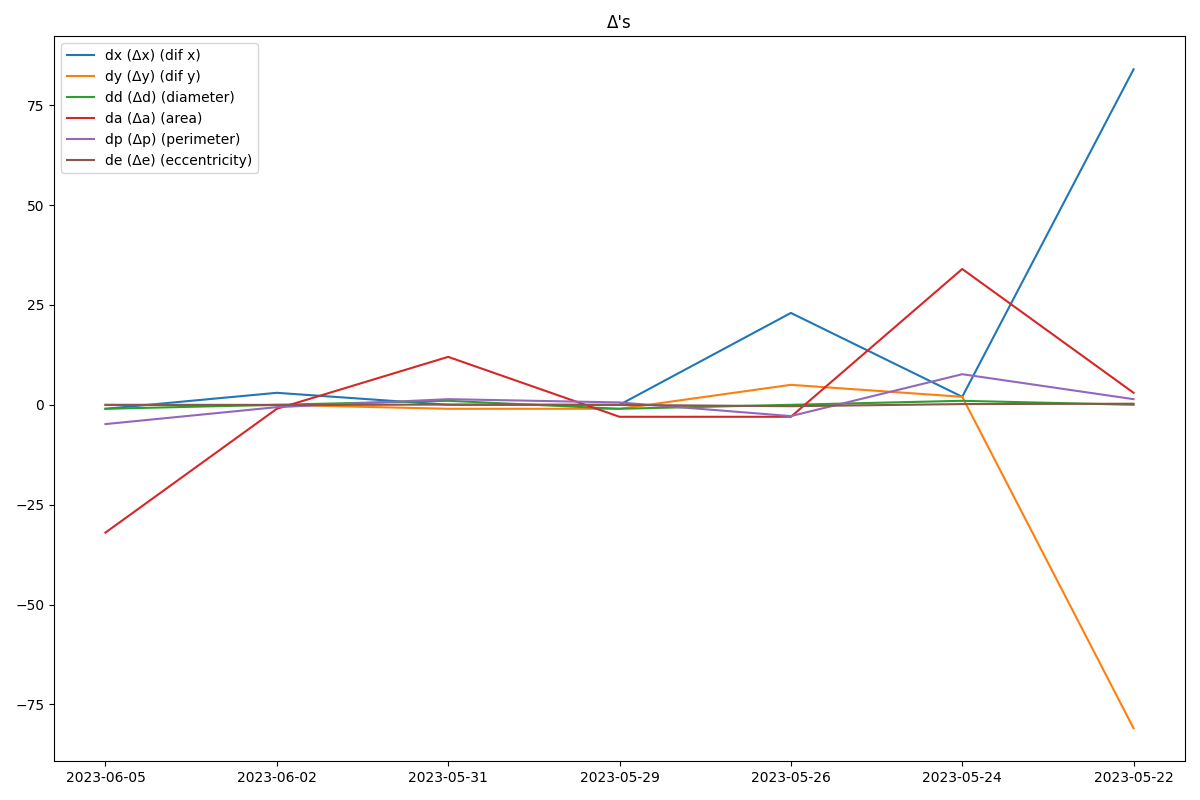 Δ's
dx (Δx) (dif x)
dy (Δy) (dif y)
dd (Δd) (diameter)
da (Δa) (area)
dp (Δp) (perimeter)
de (Δe) (eccentricity)
75
50
25
0
−25
−50
−75
2023-06-05 2023-06-02 2023-05-31 2023-05-29 2023-05-26 2023-05-24 2023-05-22